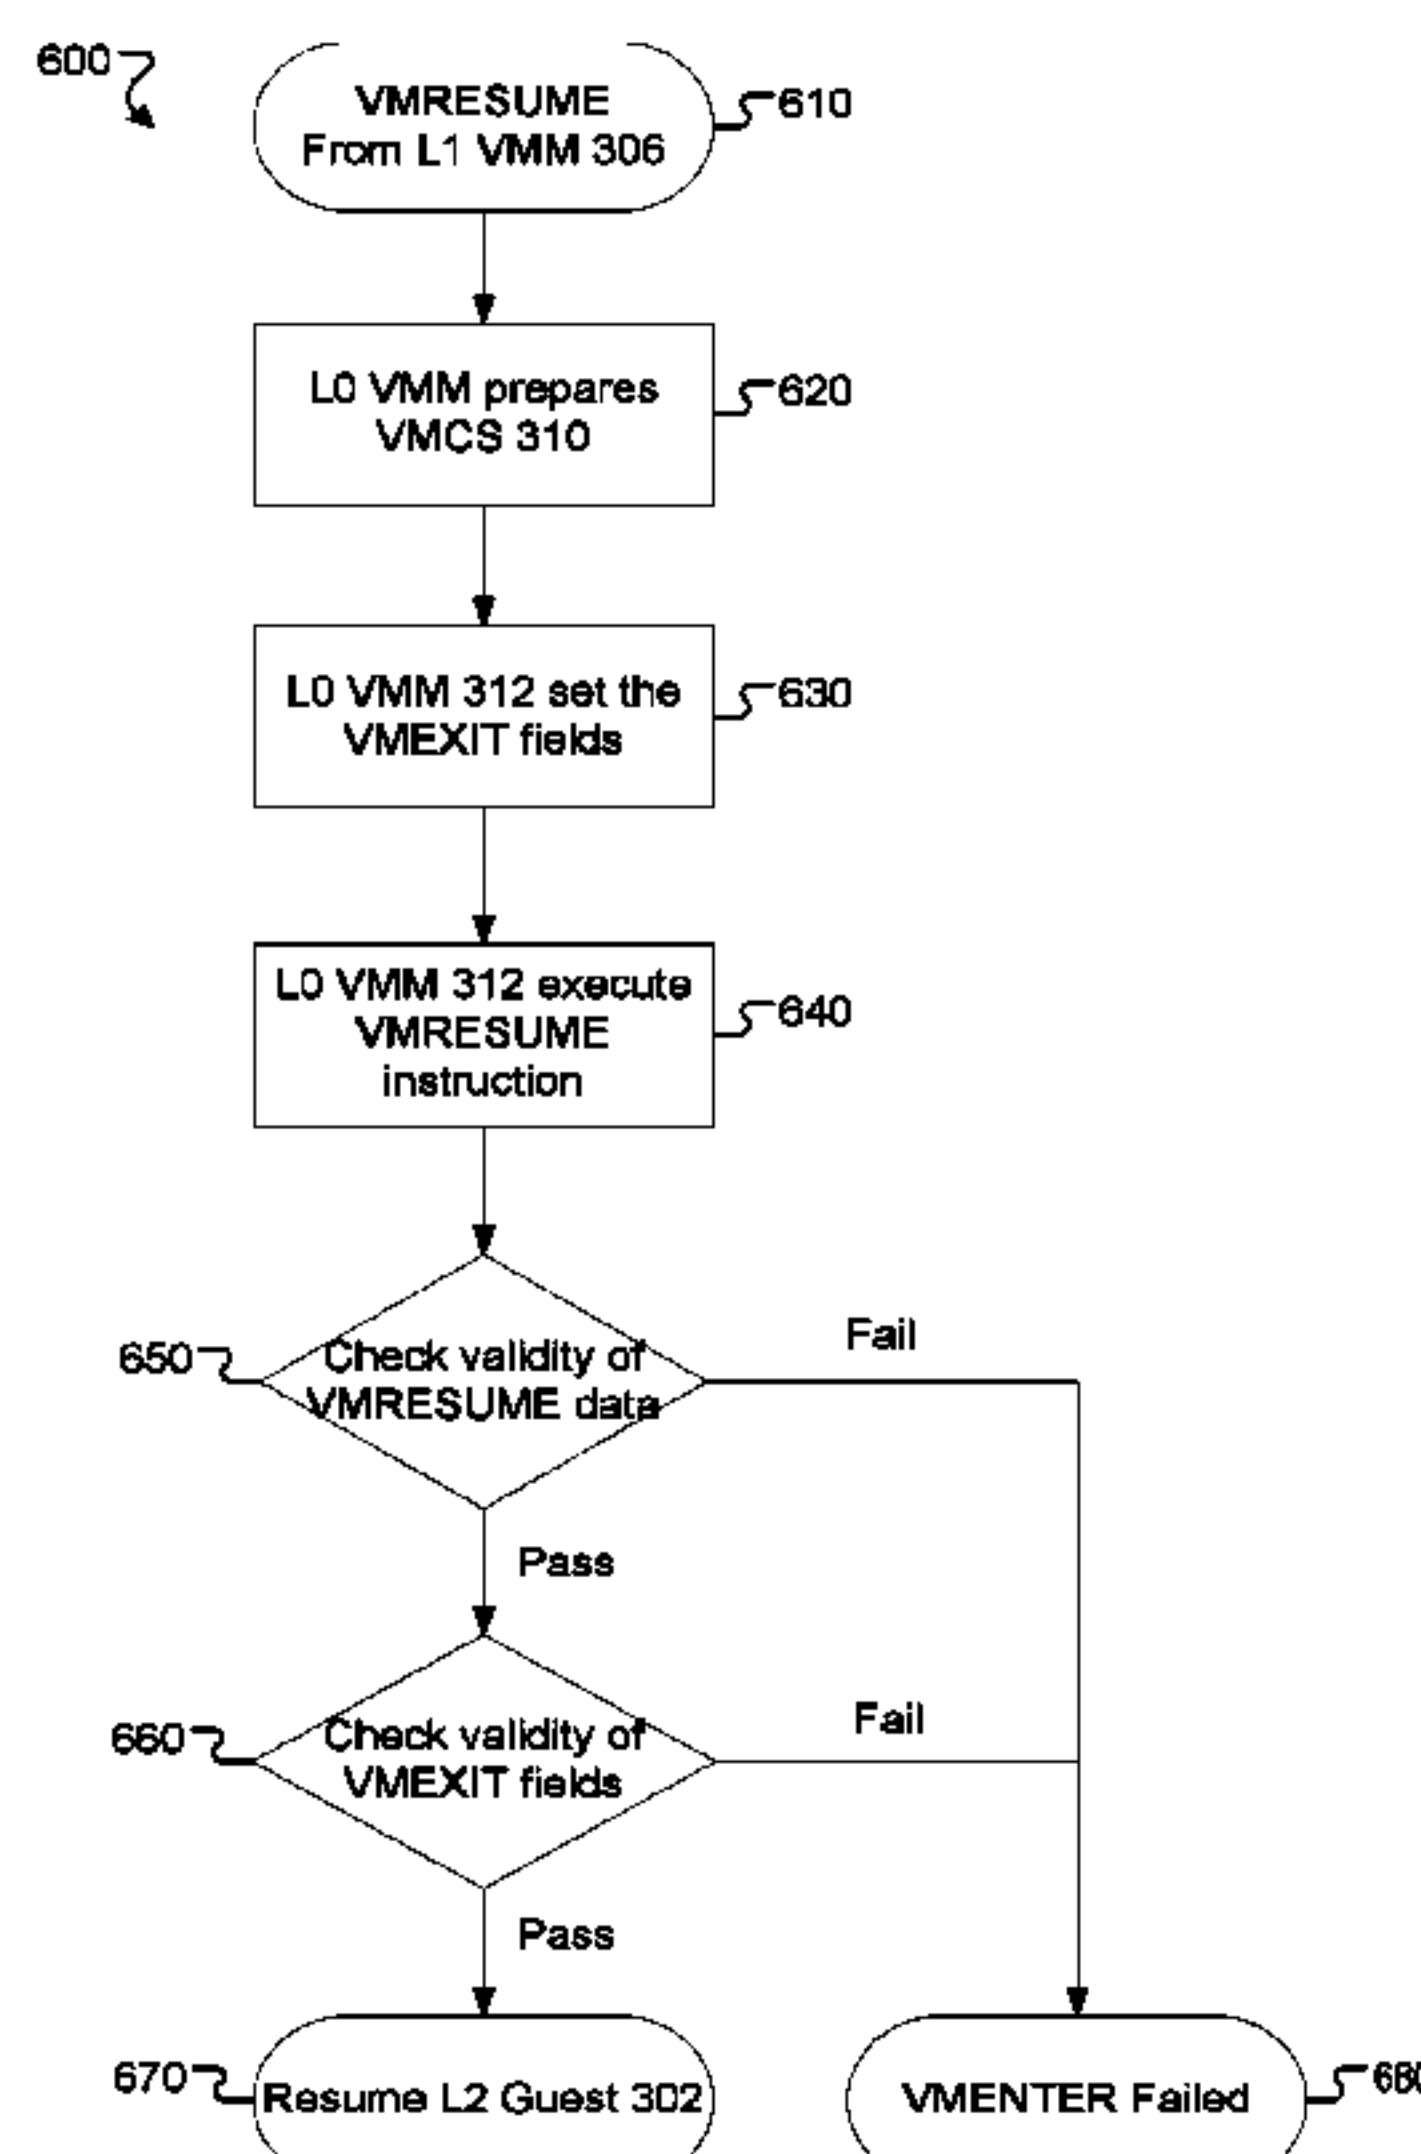 600
VMRESUME
From L1 VMM 306
610
L0 VMM prepares
VMCS 310
620
L0 VMM 312 set the
VMEXIT fields
630
L0 VMM 312 execute
VMRESUME
instruction
640
650
Check validity of
VMRESUME data
Fail
Pass
660
Check validity of
VMEXIT fields
Fail
Pass
670
Resume L2 Guest 302
VMENTER Failed